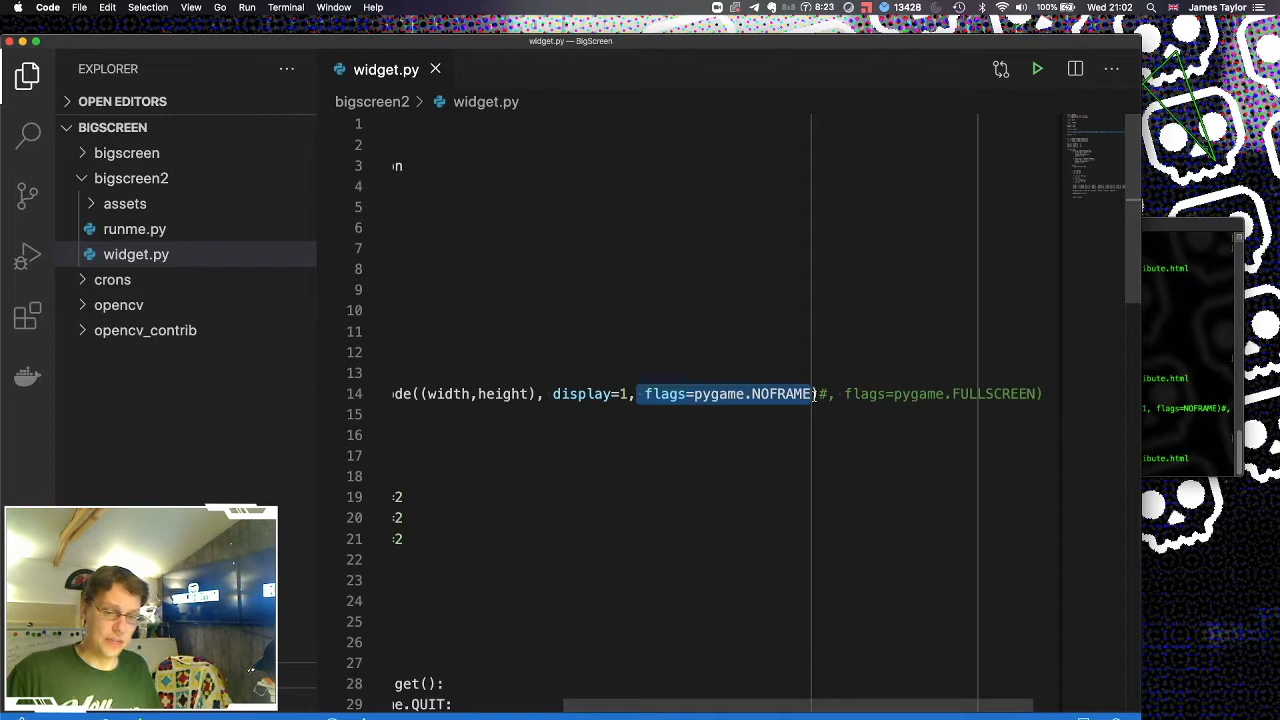 Code File Edit Selection View Go Run Terminal Window Help 8x8 8:23 13428 100% Wed 21:02 James Taylor
widget.py — BigScreen
EXPLORER
widget.py
OPEN EDITORS
bigscreen2 > widget.py
BIGSCREEN
bigscreen
bigscreen2
assets
runme.py
widget.py
crons
opencv
opencv_contrib
1
2
3 n
4
5
6
7
8
9
10
11
12
13
14 de((width,height), display=1, flags=pygame.NOFRAME)#, flags=pygame.FULLSCREEN)
15
16
17
18
19 :2
20 :2
21 :2
22
23
24
25
26
27
28 get():
29 e.QUIT:
ibute.html
ibute.html
1, flags=NOFRAME)#,
ibute.html